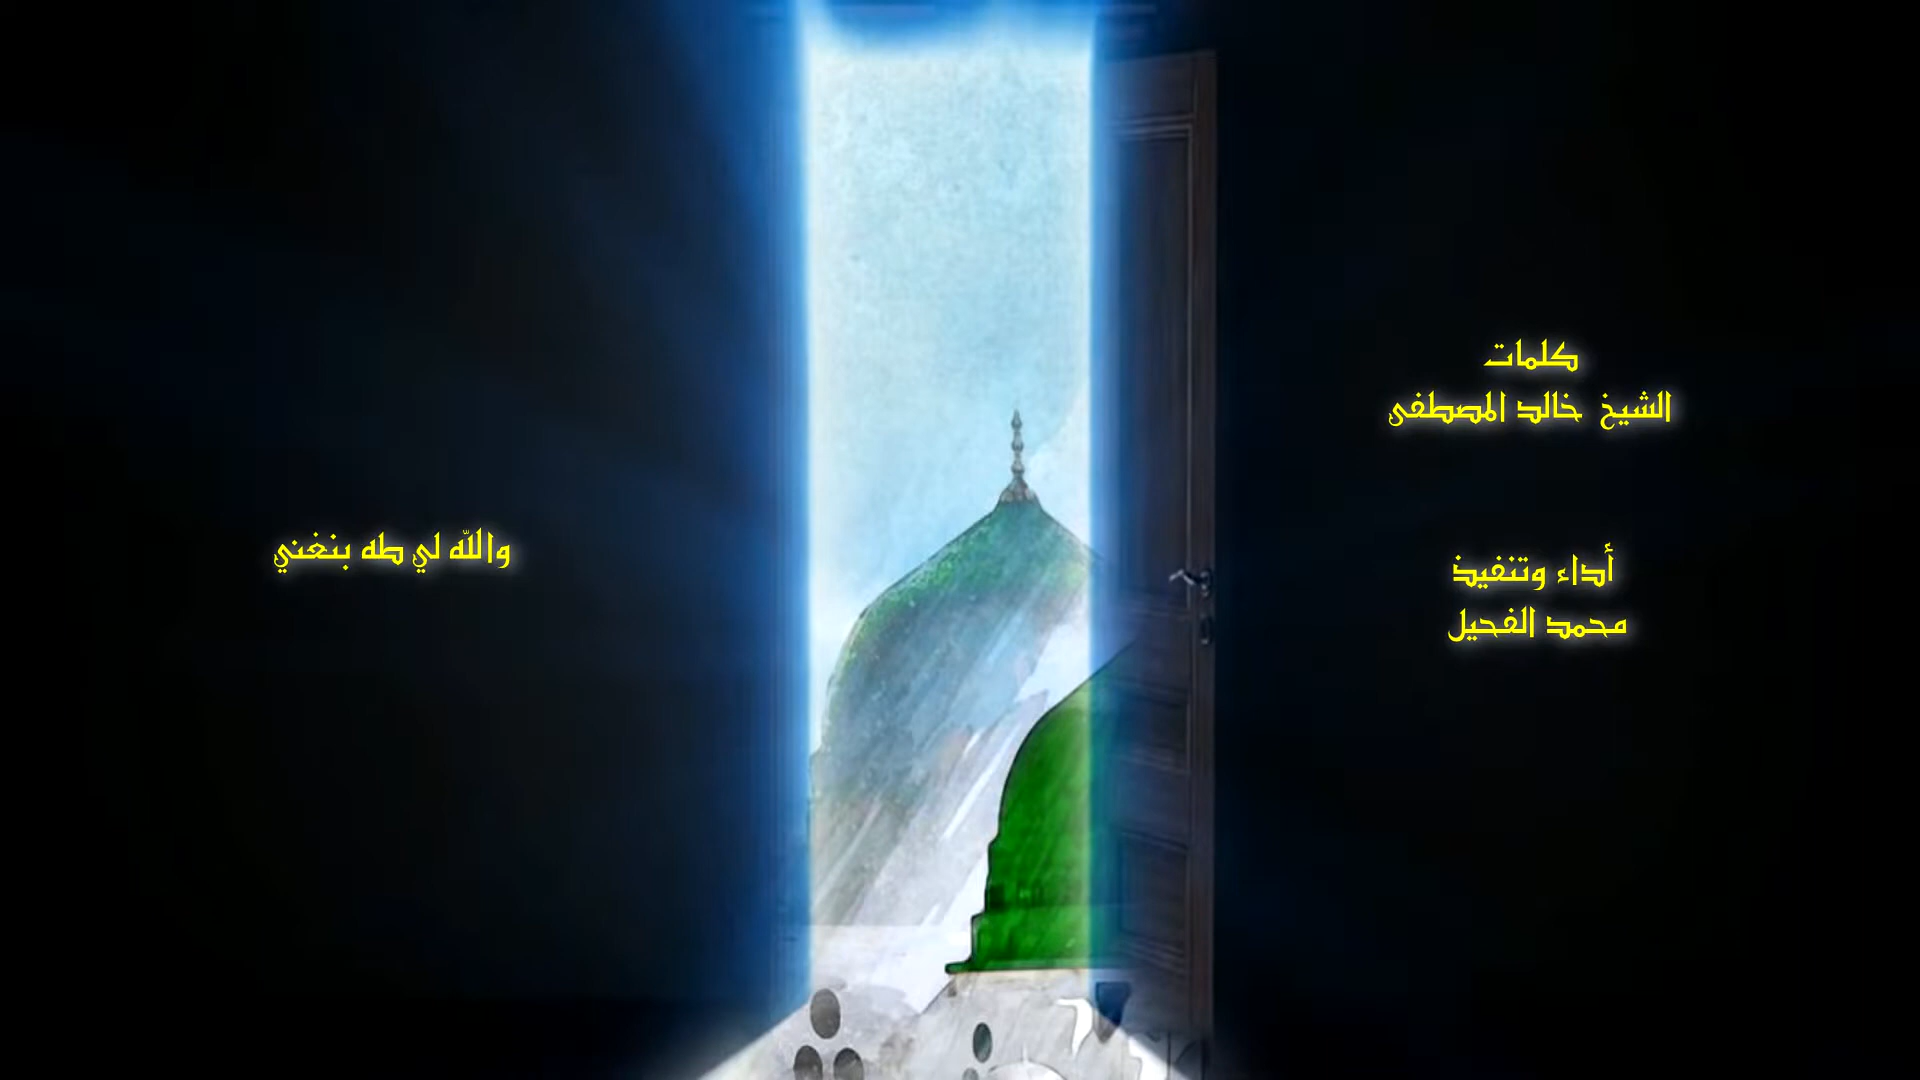 كلمات
الشيخ خالد المصطفى
أداء وتنفيذ
محمد الفحيل
والله لي طه بنغني